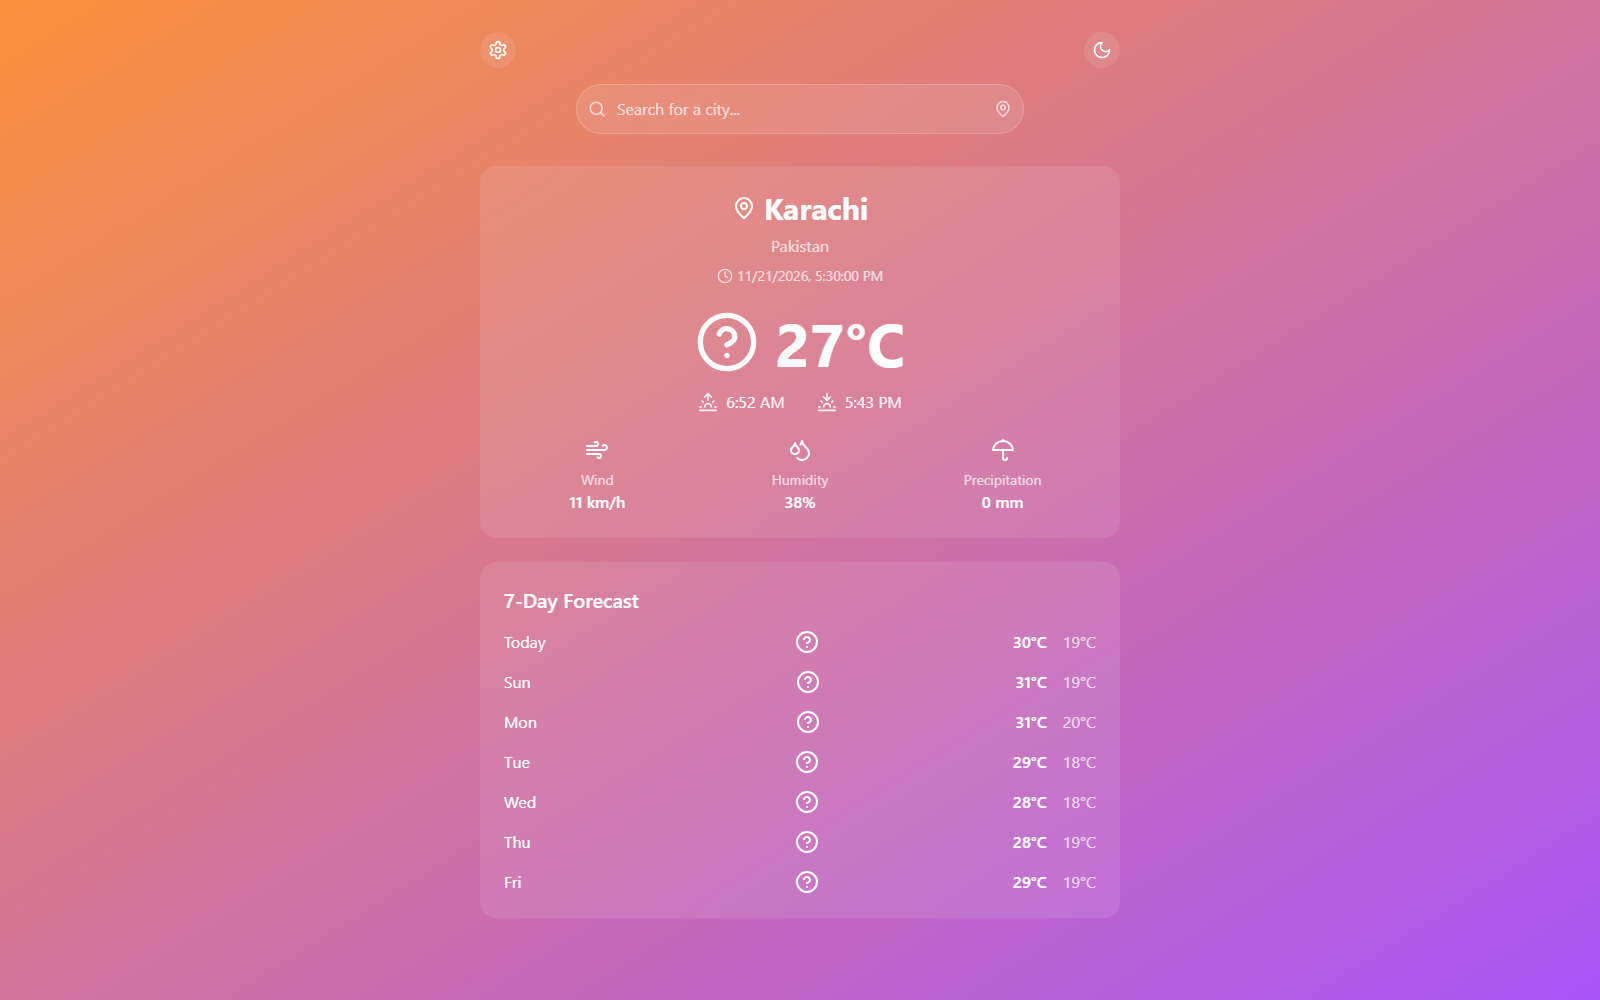 Search for a city...
Karachi
Pakistan
11/21/2026, 5:30:00 PM
27°C
6:52 AM 5:43 PM
Wind Humidity Precipitation
11 km/h 38% 0 mm
7-Day Forecast
Today 30°C 19°C
Sun 31°C 19°C
Mon 31°C 20°C
Tue 29°C 18°C
Wed 28°C 18°C
Thu 28°C 19°C
Fri 29°C 19°C